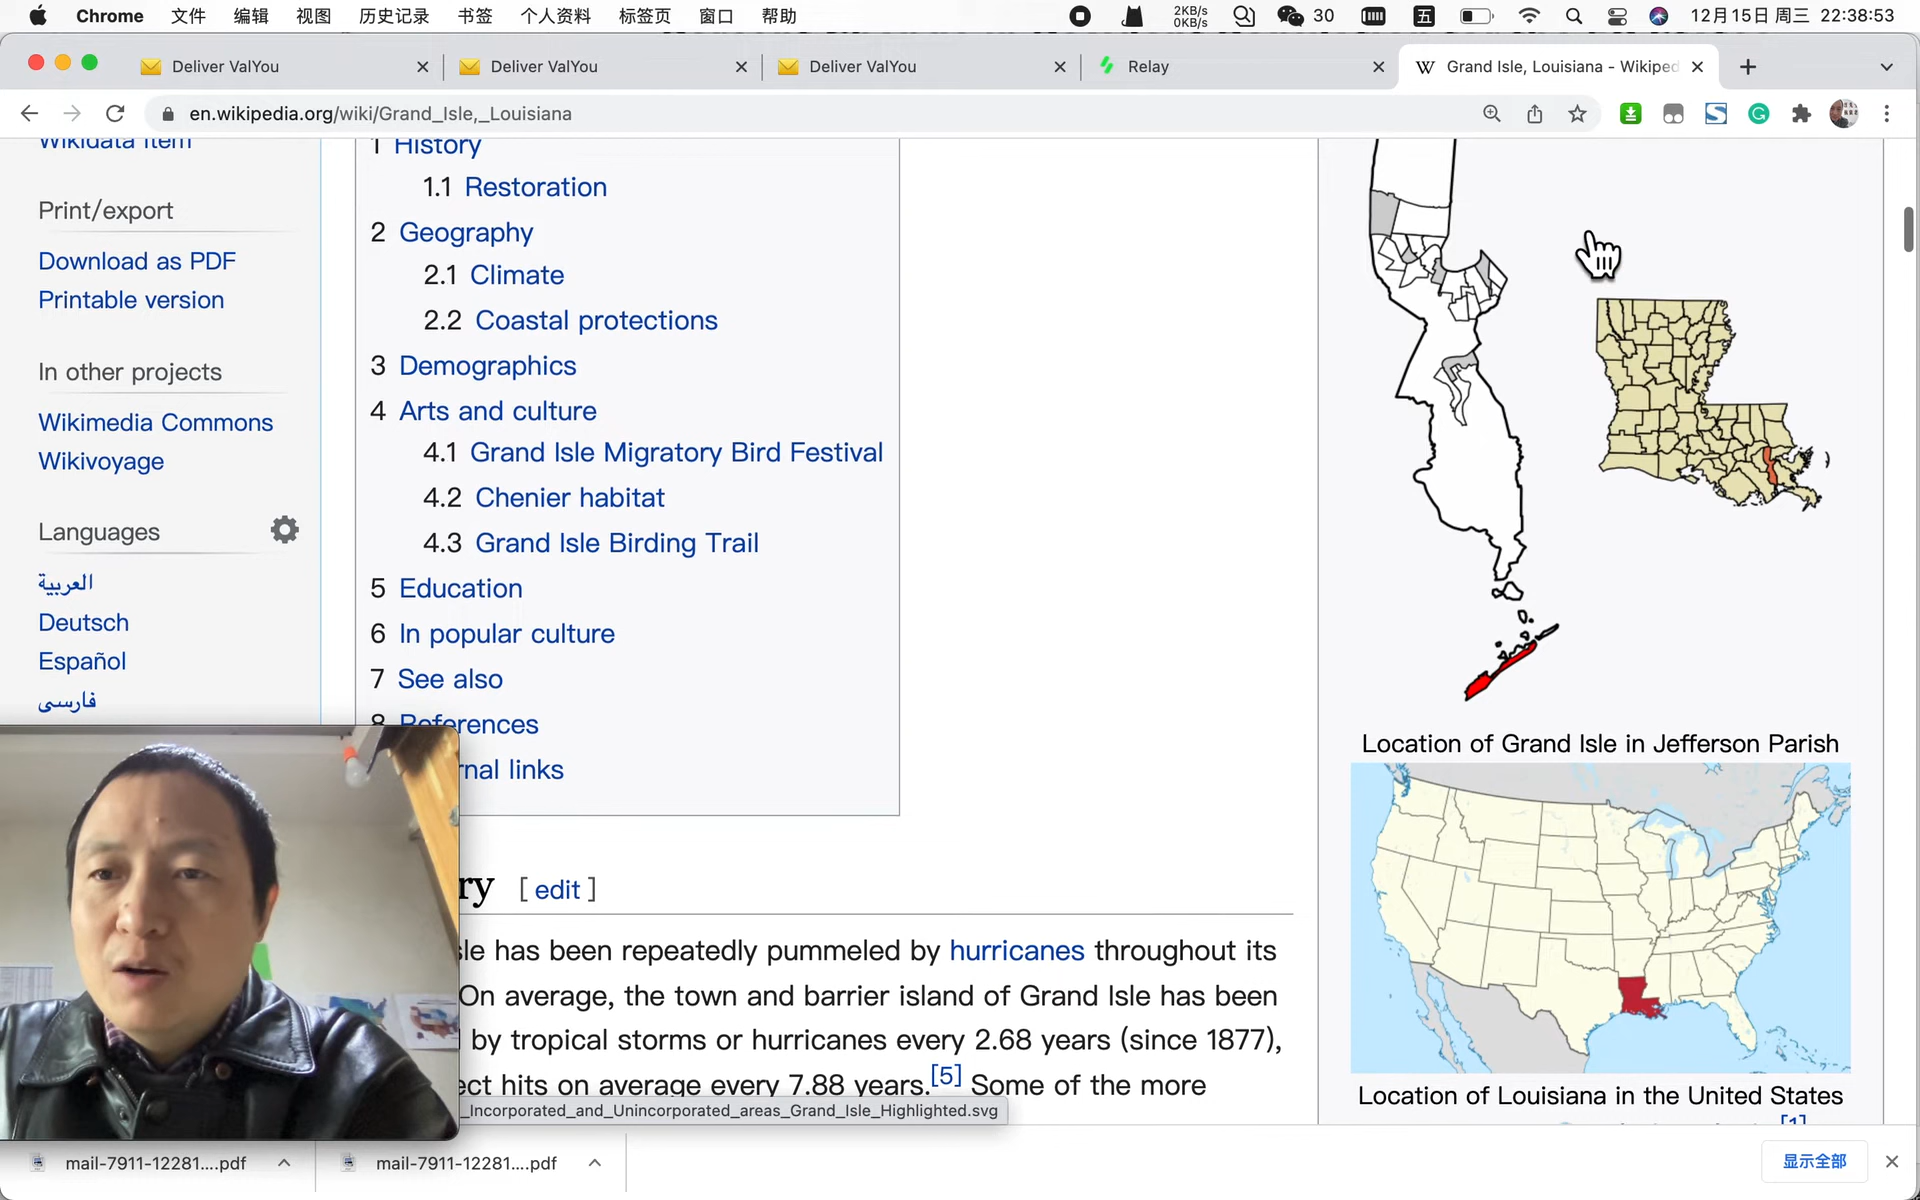 Chrome 文件 编辑 视图 历史记录 书签 个人资料 标签页 窗口 帮助 2KB/s 0KB/s 30 五 12月15日 周三 22:38:53
Deliver ValYou Deliver ValYou Deliver ValYou Relay Grand Isle, Louisiana - Wikiped
en.wikipedia.org/wiki/Grand_Isle,_Louisiana
Wikidata item
Print/export
Download as PDF
Printable version
In other projects
Wikimedia Commons
Wikivoyage
Languages
العربية
Deutsch
Español
فارسی
1 History
1.1 Restoration
2 Geography
2.1 Climate
2.2 Coastal protections
3 Demographics
4 Arts and culture
4.1 Grand Isle Migratory Bird Festival
4.2 Chenier habitat
4.3 Grand Isle Birding Trail
5 Education
6 In popular culture
7 See also
8 References
rnal links
ry [ edit ]
sle has been repeatedly pummeled by hurricanes throughout its
On average, the town and barrier island of Grand Isle has been
by tropical storms or hurricanes every 2.68 years (since 1877),
ect hits on average every 7.88 years.[5] Some of the more
_Incorporated_and_Unincorporated_areas_Grand_Isle_Highlighted.svg
Location of Grand Isle in Jefferson Parish
Location of Louisiana in the United States
[1]
mail-7911-12281....pdf mail-7911-12281....pdf 显示全部